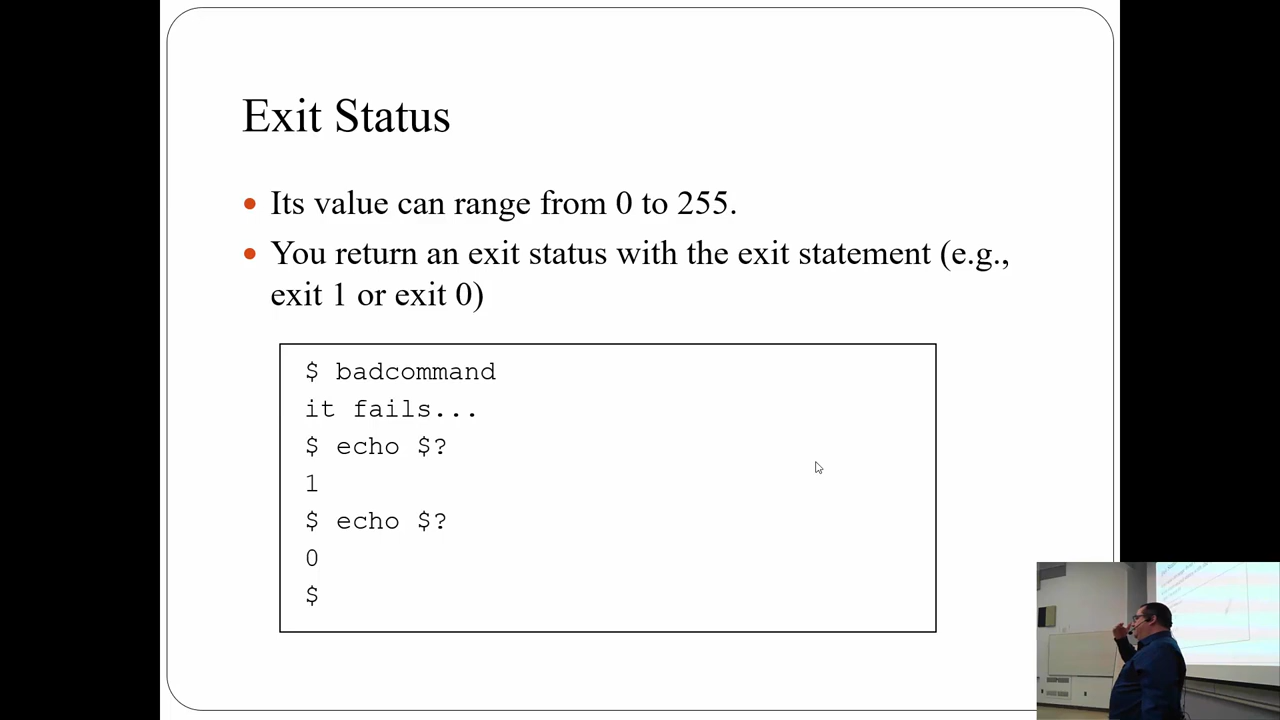 Exit Status
Its value can range from 0 to 255.
You return an exit status with the exit statement (e.g.,
exit 1 or exit 0)
$ badcommand
it fails...
$ echo $?
1
$ echo $?
0
$